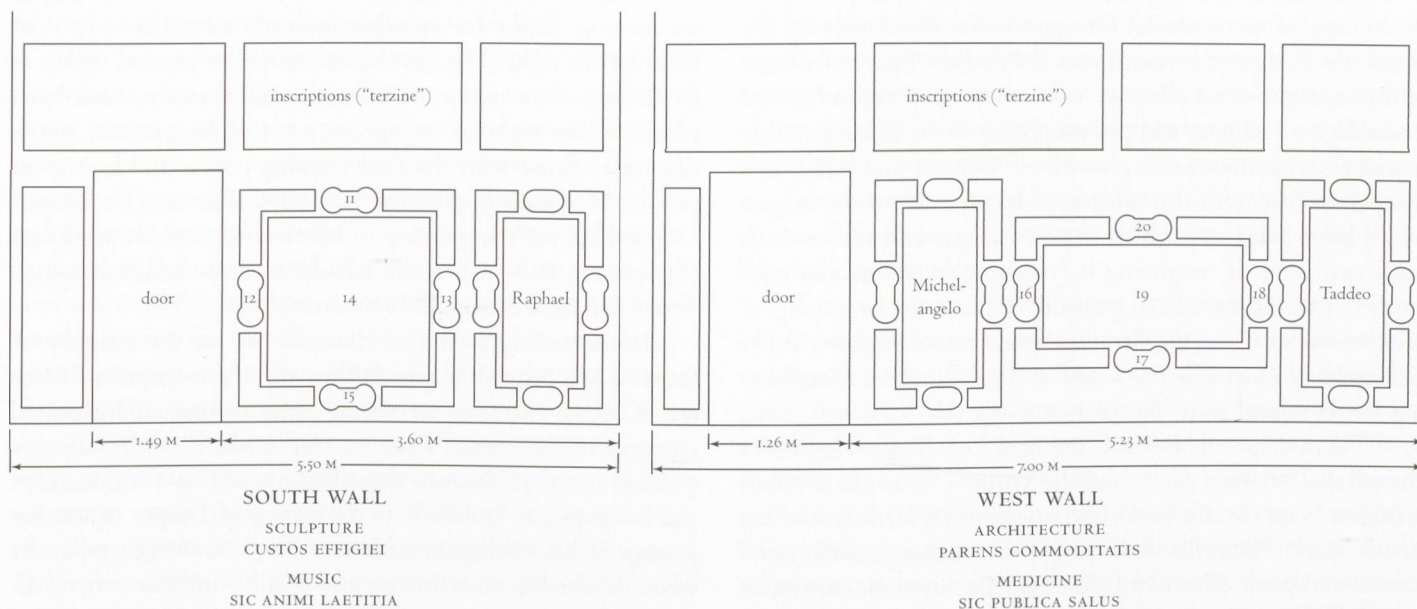 inscriptions (“terzine”)
door
11
12
14
13
Raphael
15
1.49 M
3.60 M
5.50 M
SOUTH WALL
SCULPTURE
CUSTOS EFFIGIEI
MUSIC
SIC ANIMI LAETITIA
inscriptions (“terzine”)
door
Michel-
angelo
16
20
19
17
18
Taddeo
1.26 M
5.23 M
7.00 M
WEST WALL
ARCHITECTURE
PARENS COMMODITATIS
MEDICINE
SIC PUBLICA SALUS